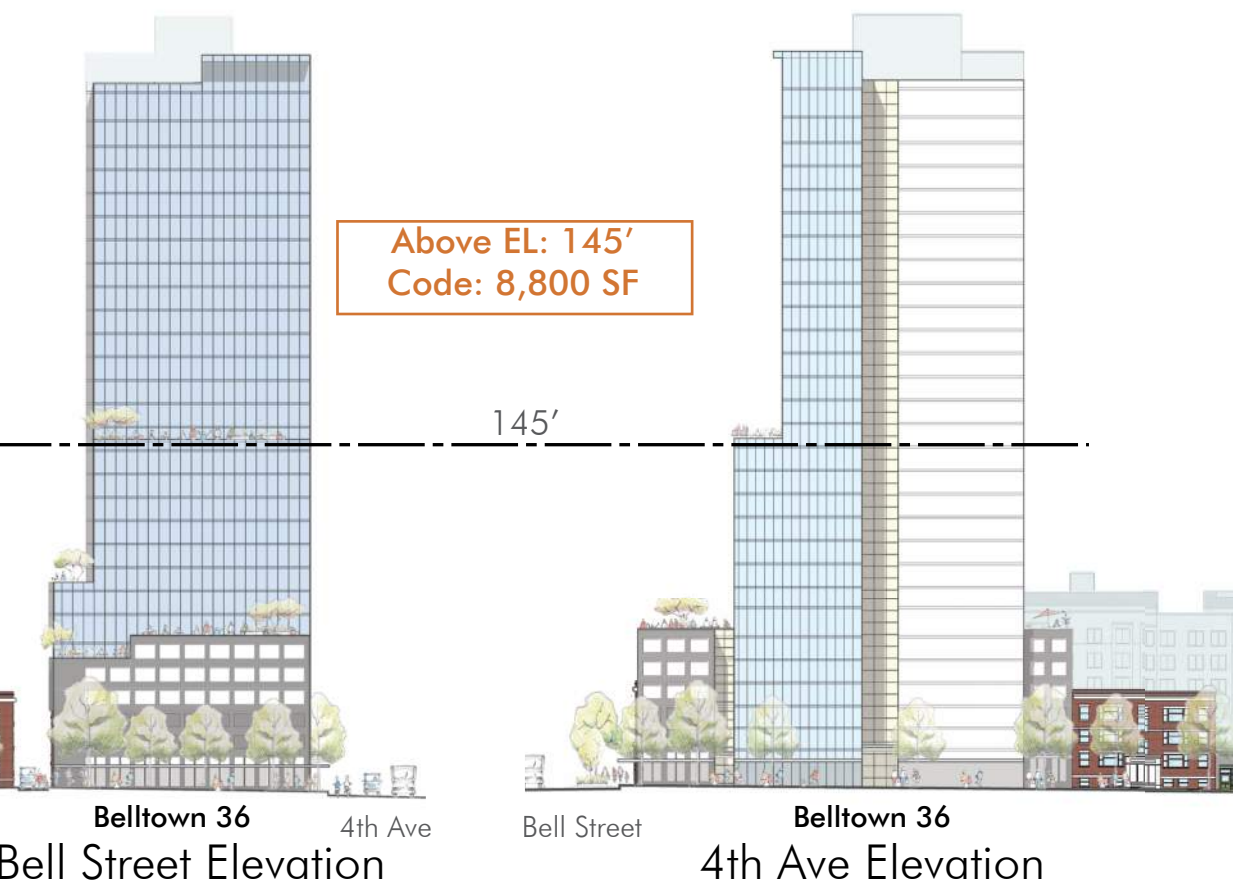 Above EL: 145’
Code: 8,800 SF
145’
Belltown 36
4th Ave
Bell Street Elevation
Bell Street
Belltown 36
4th Ave Elevation